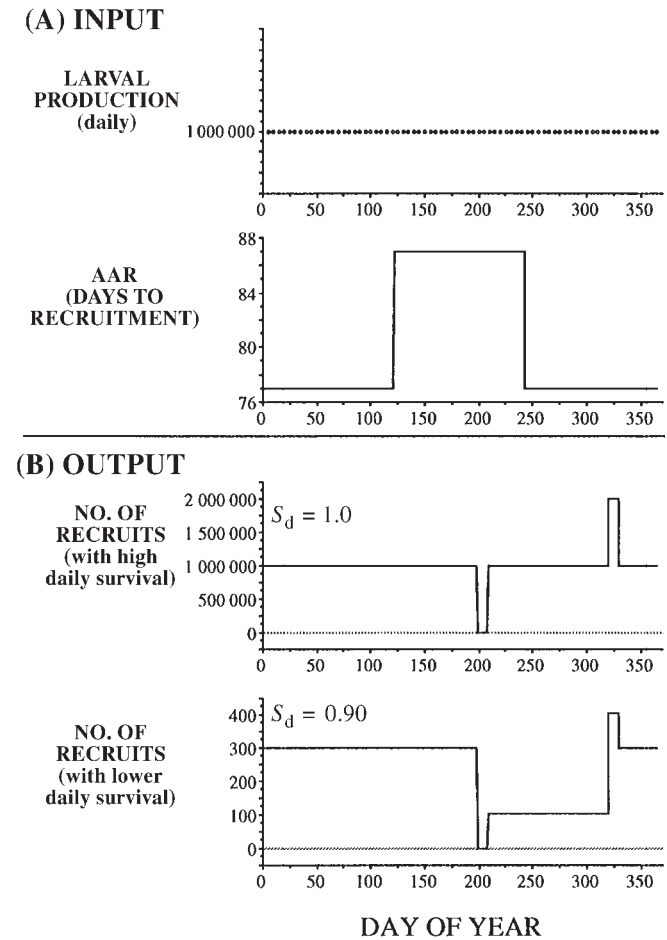 (A) INPUT
LARVAL
PRODUCTION
(daily)
1 000 000
0 50 100 150 200 250 300 350
AAR
(DAYS TO
RECRUITMENT)
88
84
80
76
0 50 100 150 200 250 300 350
(B) OUTPUT
NO. OF
RECRUITS
(with high
daily survival)
2 000 000
1 500 000
1 000 000
500 000
0
Sd = 1.0
0 50 100 150 200 250 300 350
NO. OF
RECRUITS
(with lower
daily survival)
400
300
200
100
0
Sd = 0.90
0 50 100 150 200 250 300 350
DAY OF YEAR